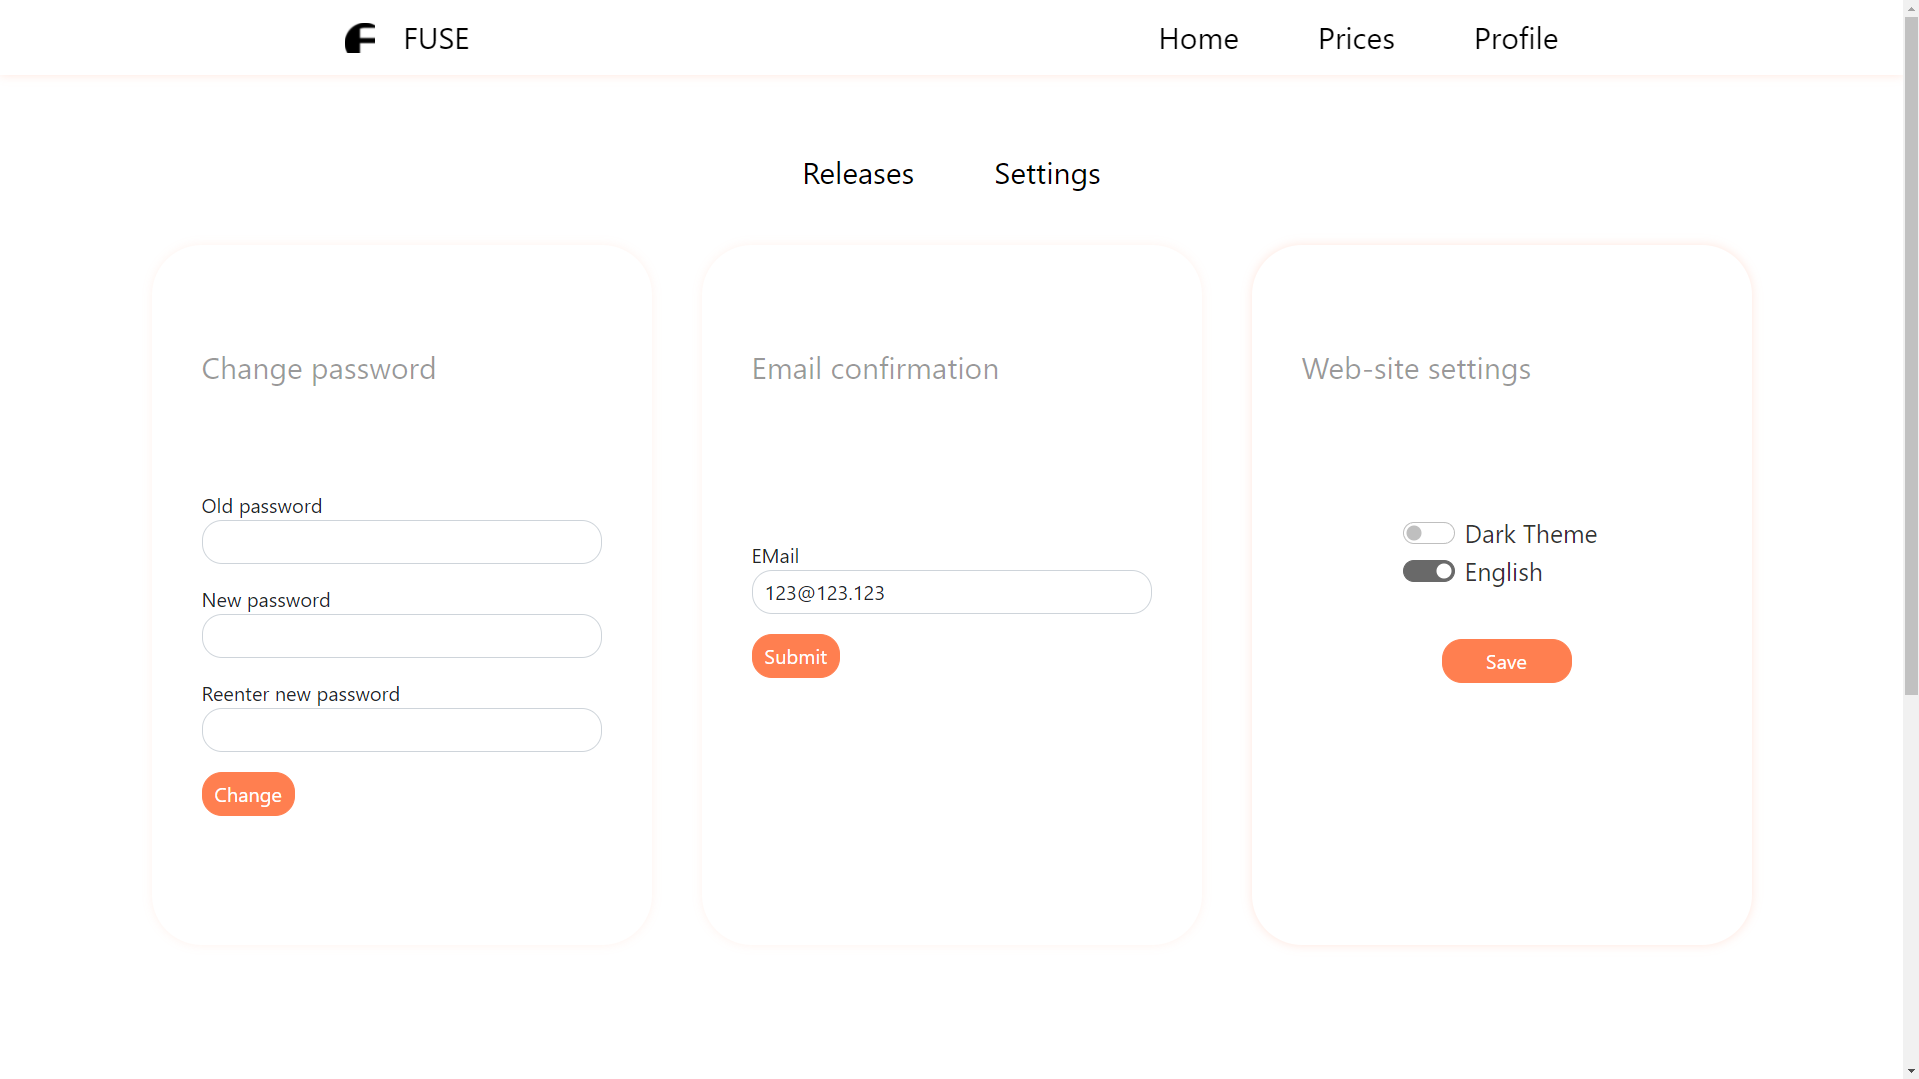 FUSE
Home
Prices
Profile
Releases
Settings
Change password
Old password
New password
Reenter new password
Change
Email confirmation
EMail
123@123.123
Submit
Web-site settings
Dark Theme
English
Save